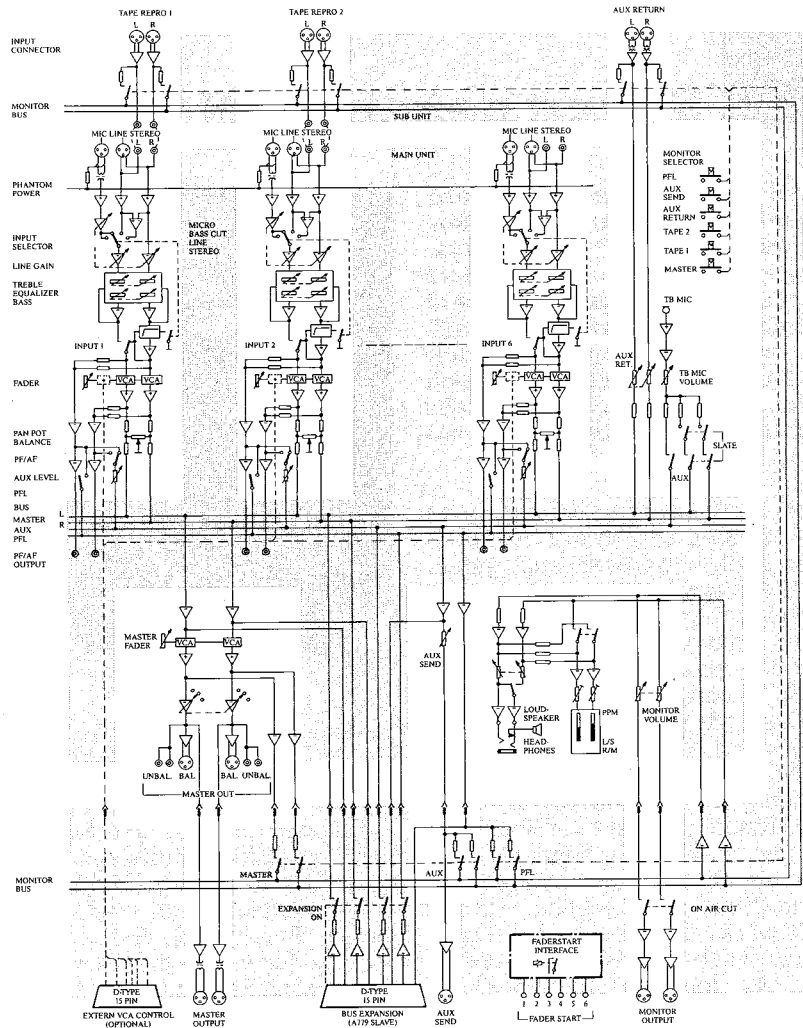 TAPE REPRO 1
L R
TAPE REPRO 2
L R
AUX RETURN
L R
INPUT
CONNECTOR
MONITOR
BUS
SUB UNIT
MIC LINE STEREO
L R
MIC LINE STEREO
L R
MIC LINE STEREO
L R
MAIN UNIT
MONITOR
SELECTOR
PFL
AUX
SEND
AUX
RETURN
TAPE 2
TAPE 1
MASTER
PHANTOM
POWER
MICRO
BASS CUT
LINE
STEREO
INPUT
SELECTOR
LINE GAIN
TREBLE
EQUALIZER
BASS
TB MIC
INPUT 1
INPUT 2
INPUT 6
AUX
RET.
TB MIC
VOLUME
FADER
VCA VCA
VCA VCA
VCA VCA
PAN POT
BALANCE
SLATE
PF/AF
AUX LEVEL
AUX
PFL
BUS
L
MASTER
R
AUX
PFL
PF/AF
OUTPUT
MASTER
FADER
VCA
VCA
AUX
SEND
LOUD-
SPEAKER
HEAD-
PHONES
PPM
L/S
R/M
MONITOR
VOLUME
UNBAL. BAL. BAL. UNBAL.
MASTER OUT
MASTER
AUX
PFL
MONITOR
BUS
EXPANSION
ON
ON AIR CUT
FADERSTART
INTERFACE
D-TYPE
15 PIN
EXTERN VCA CONTROL
(OPTIONAL)
MASTER
OUTPUT
D-TYPE
15 PIN
BUS EXPANSION
(A779 SLAVE)
AUX
SEND
1 2 3 4 5 6
FADER START
MONITOR
OUTPUT